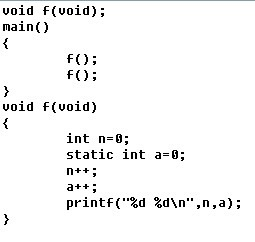 void f(void);
main()
{
        f();
        f();
}
void f(void)
{
        int n=0;
        static int a=0;
        n++;
        a++;
        printf("%d %d\n",n,a);
}